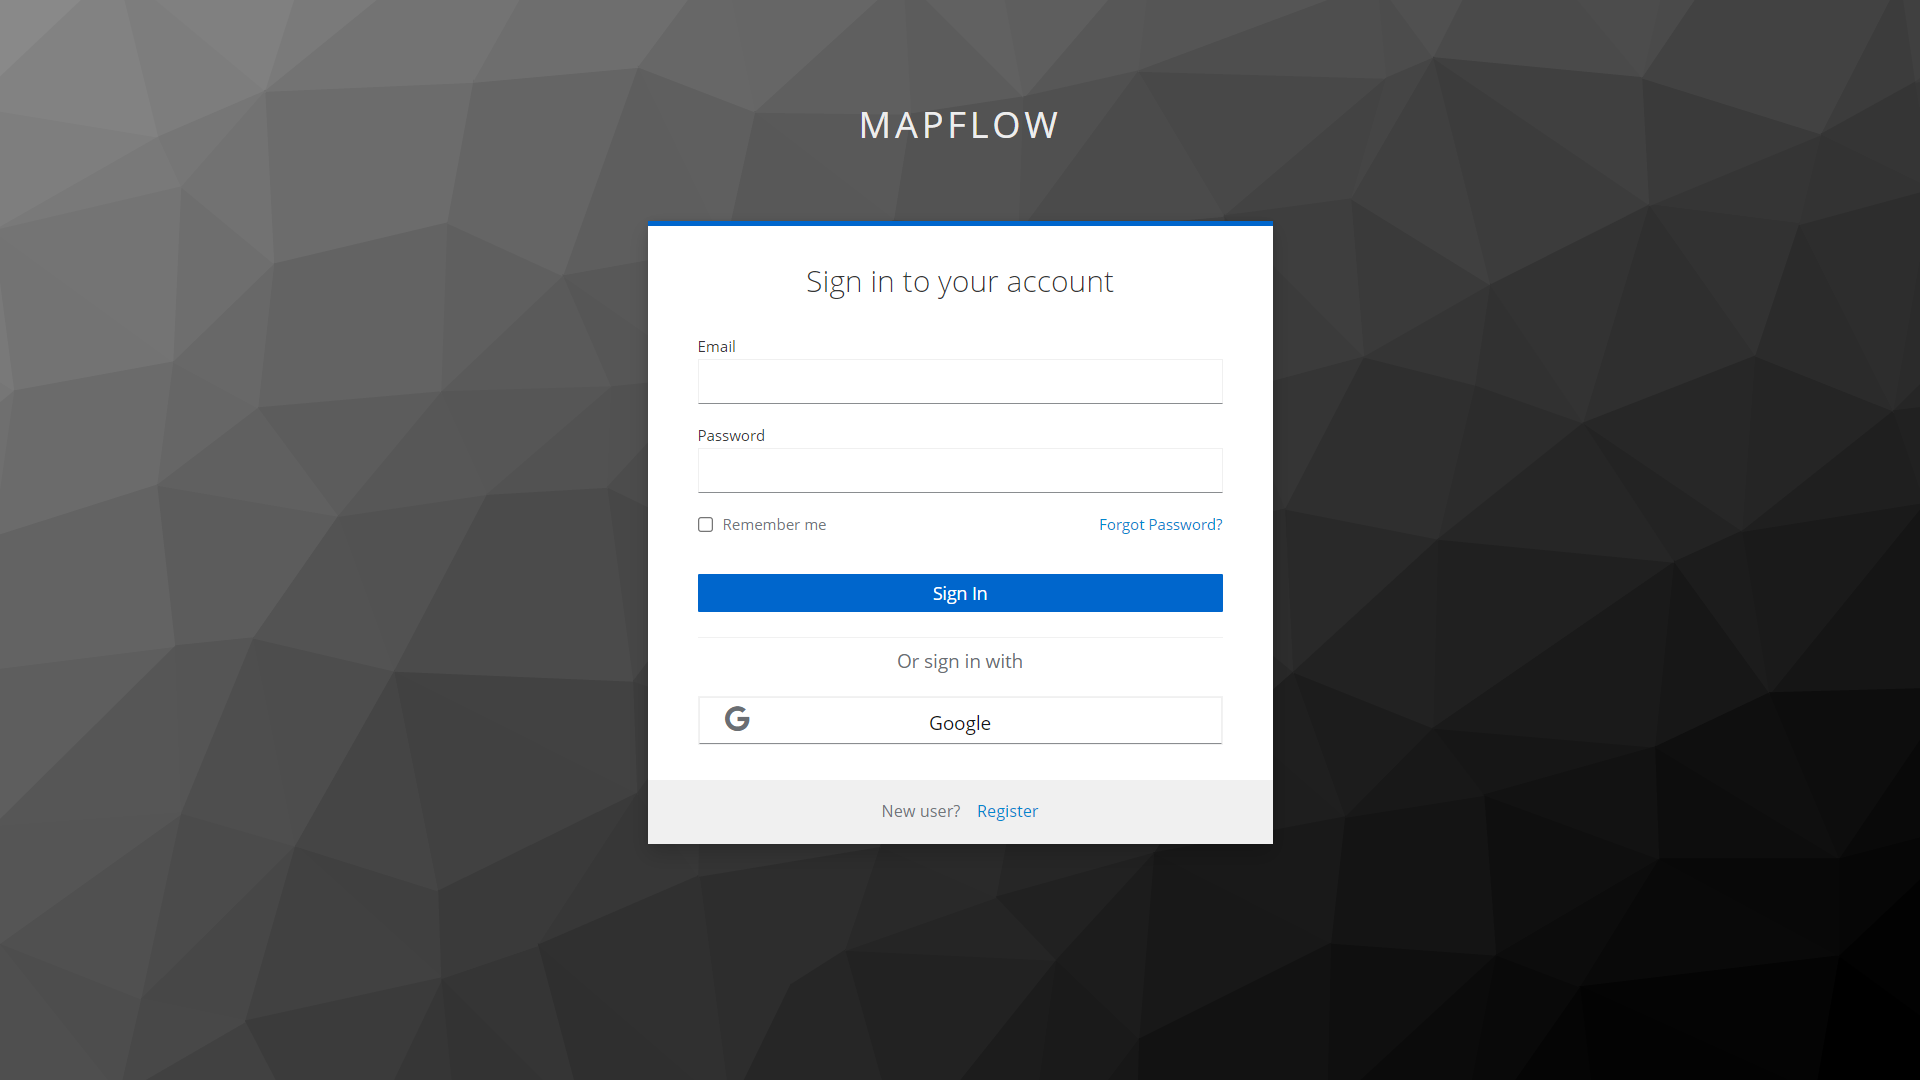 MAPFLOW
Sign in to your account
Email
Password
Remember me
Forgot Password?
Sign In
Or sign in with
Google
New user? Register